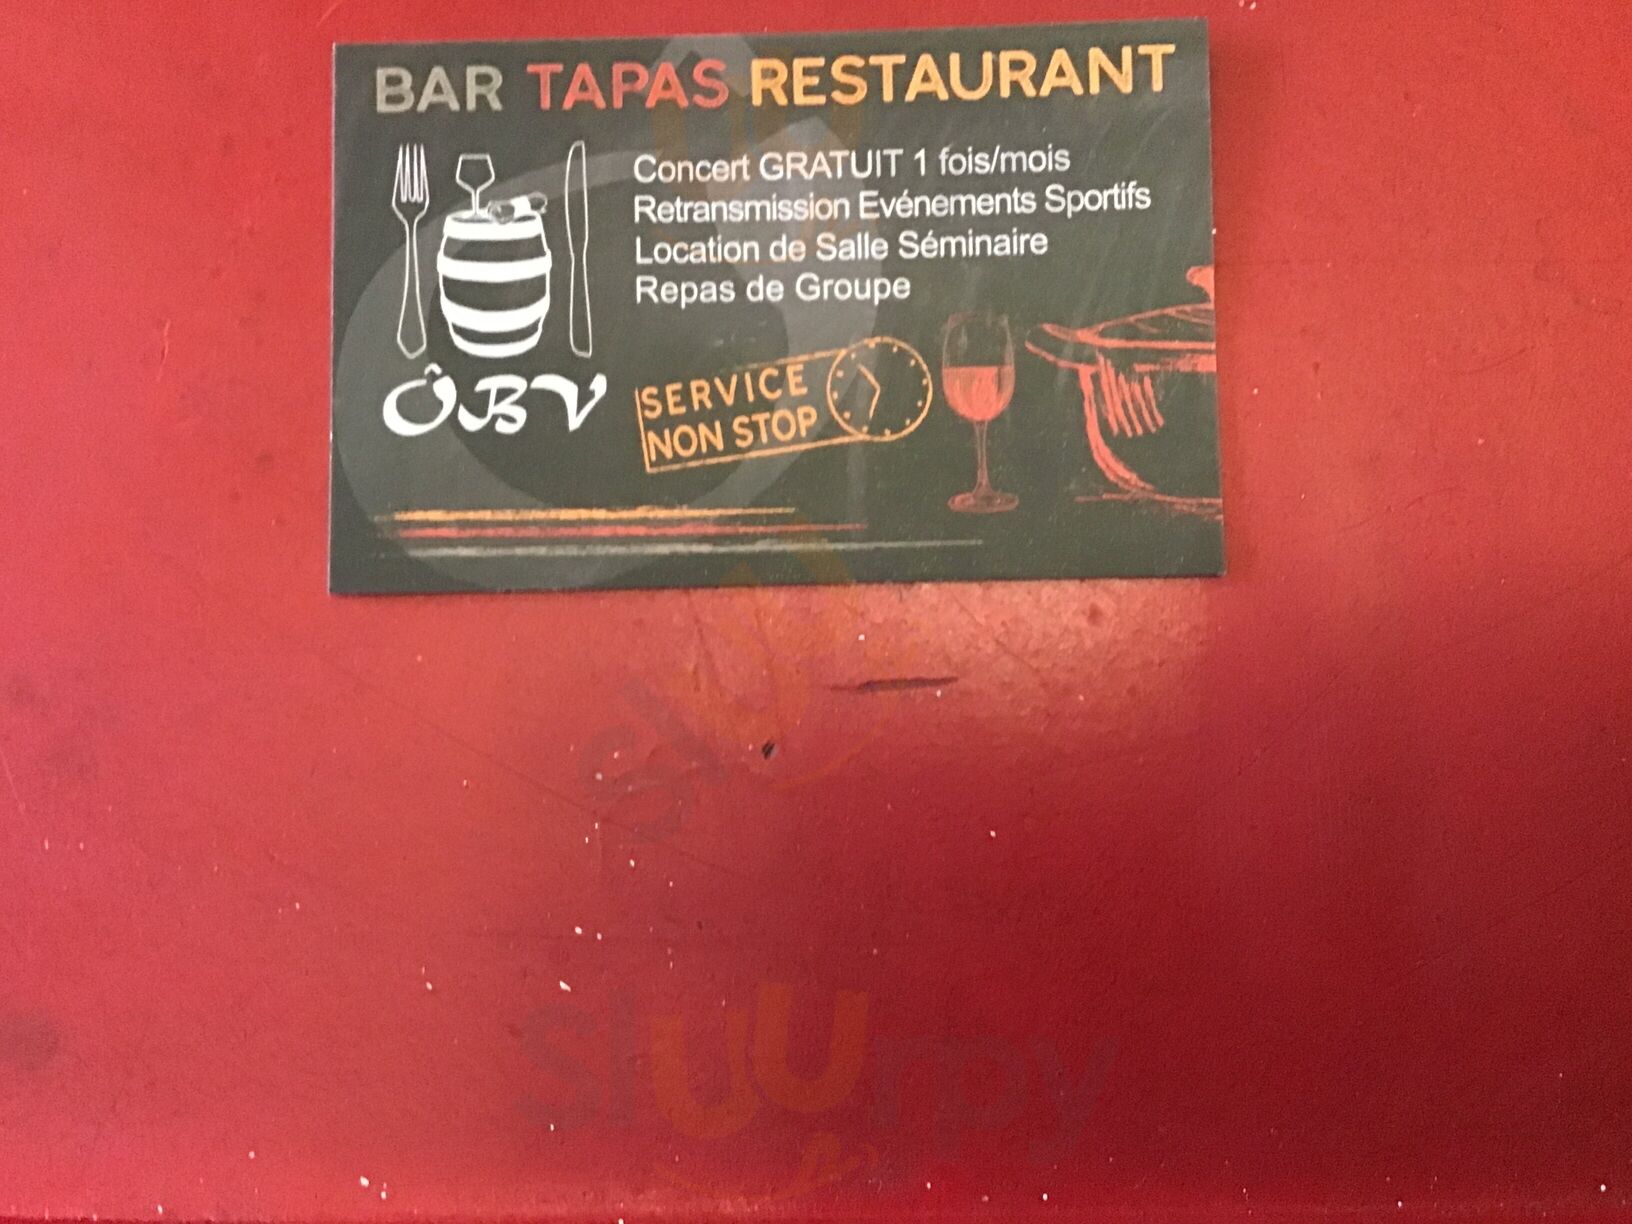 BAR TAPAS RESTAURANT
Concert GRATUIT 1 fois/mois
Retransmission Evénements Sportifs
Location de Salle Séminaire
Repas de Groupe
ÔBV
SERVICE
NON STOP
sluurpy